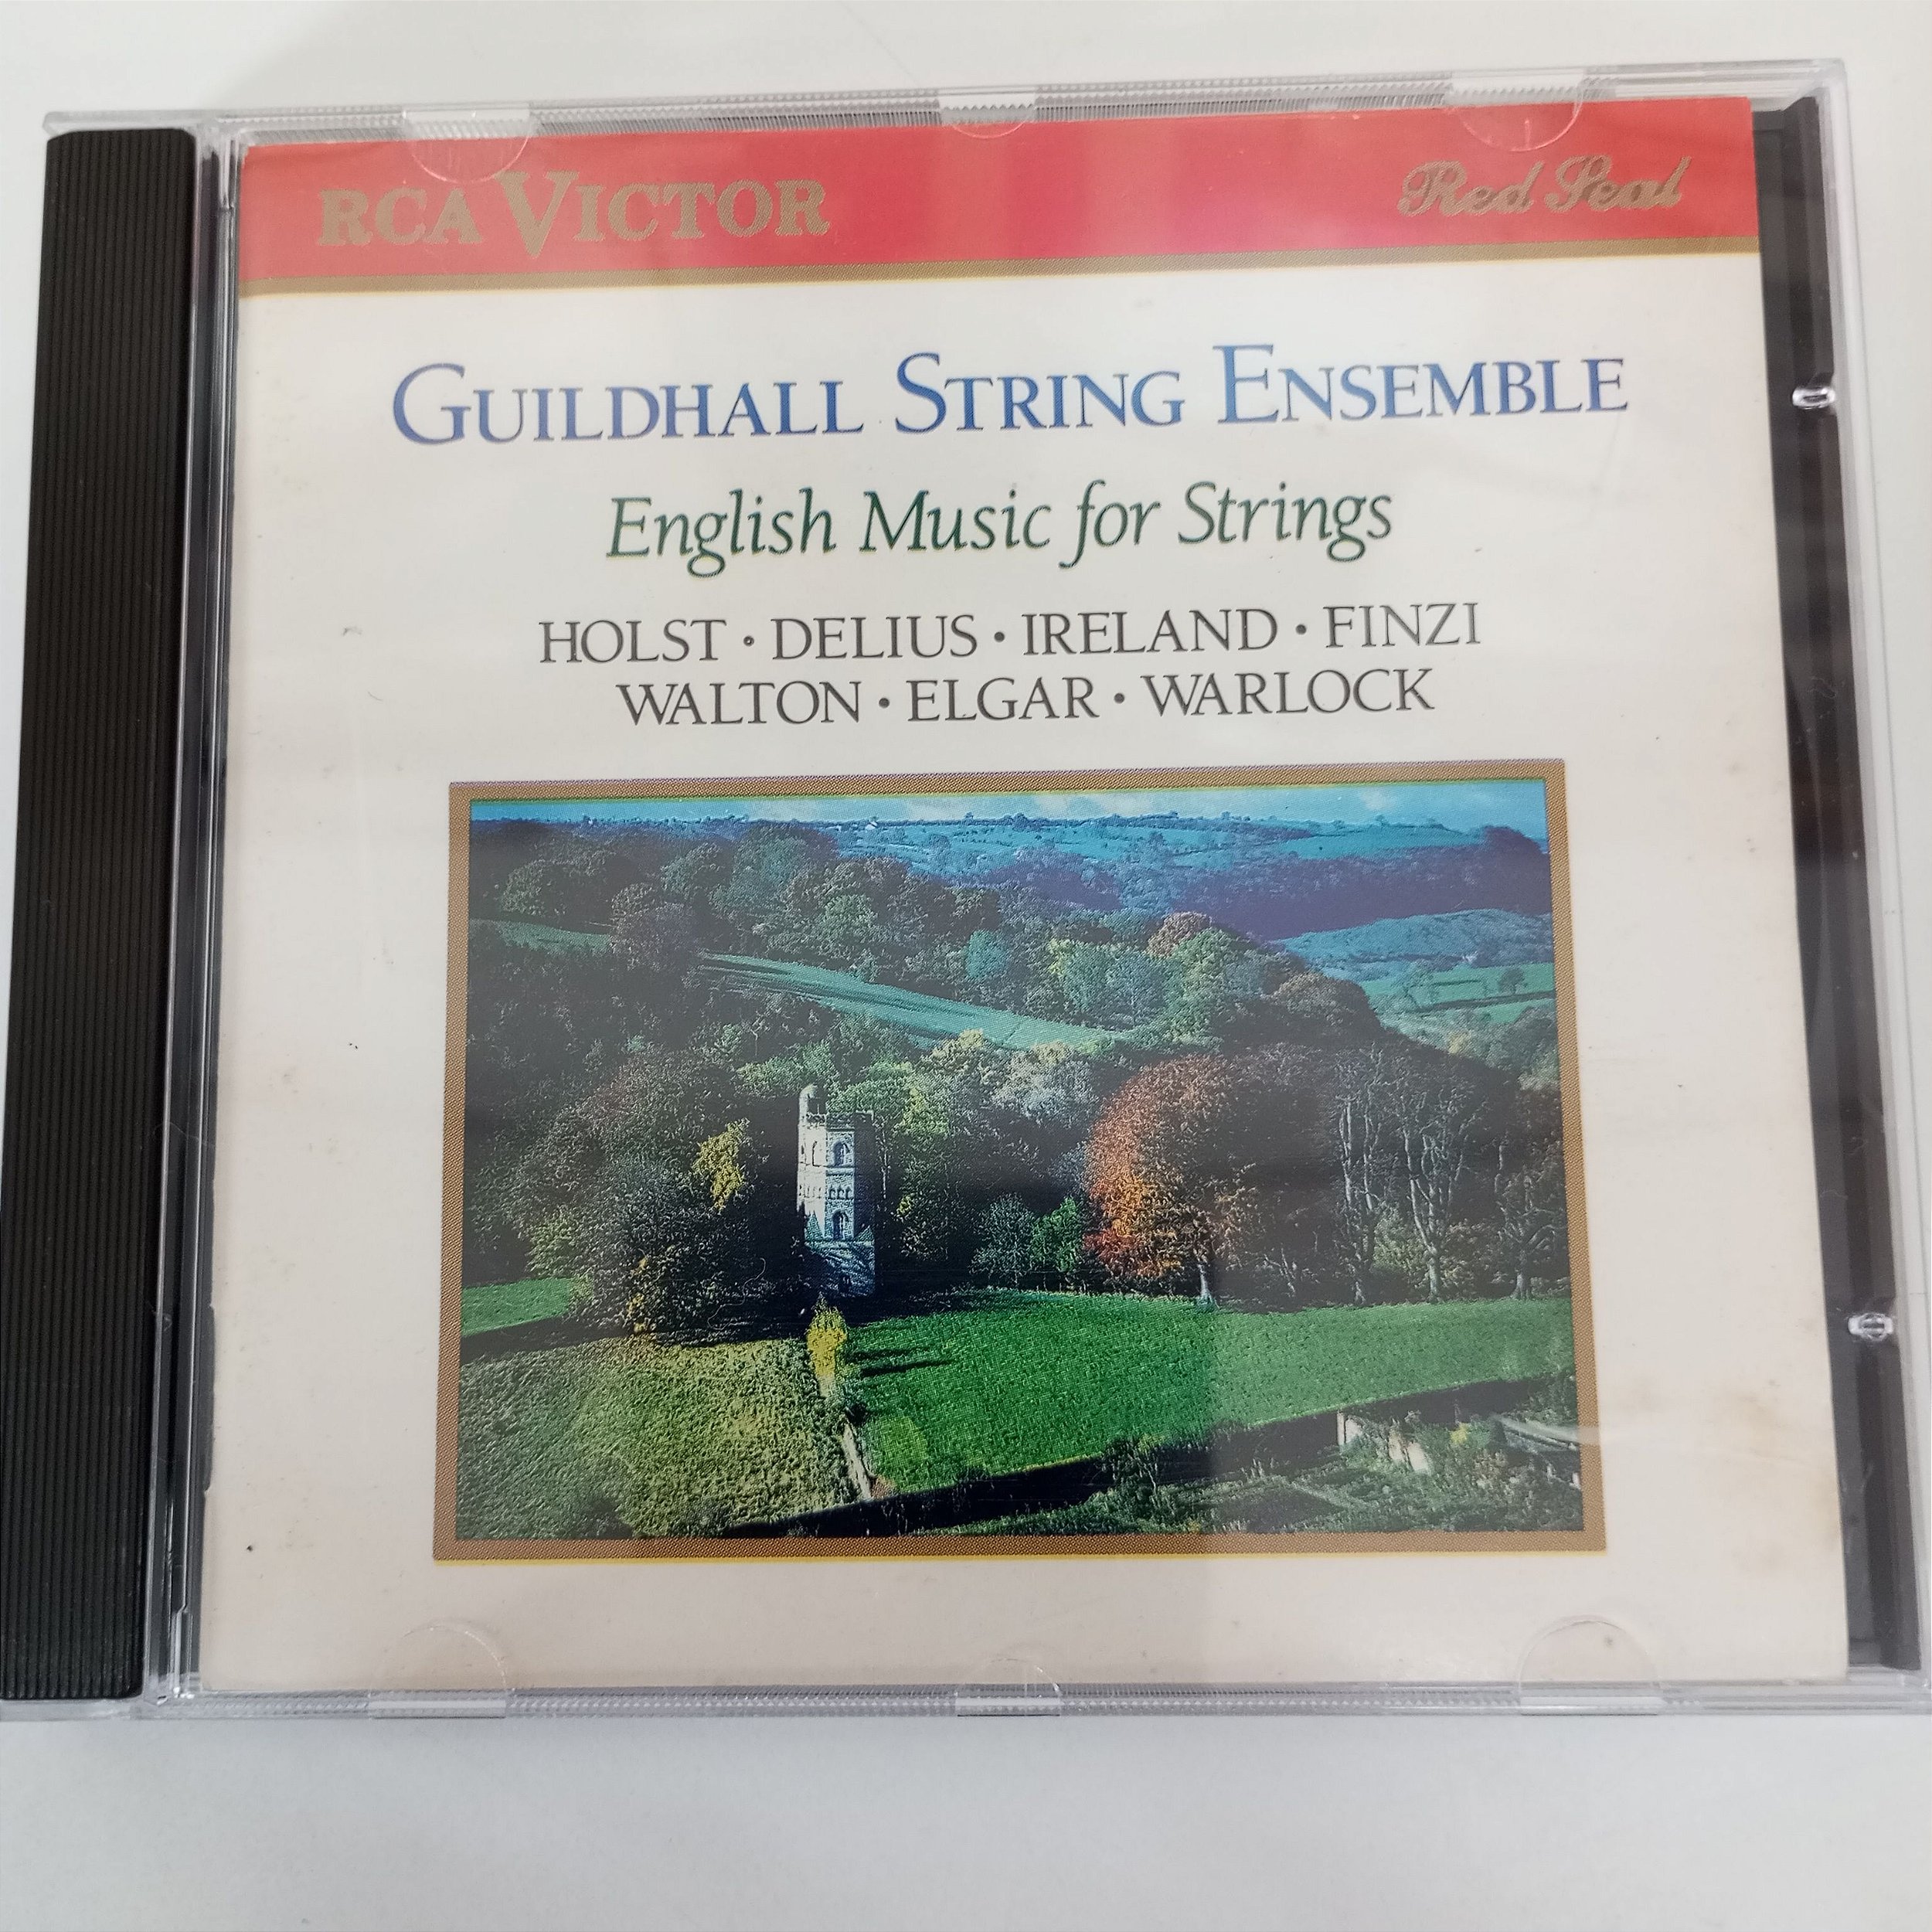 RCA VICTOR Red Seal
GUILDHALL STRING ENSEMBLE
English Music for Strings
HOLST • DELIUS • IRELAND • FINZI
WALTON • ELGAR • WARLOCK